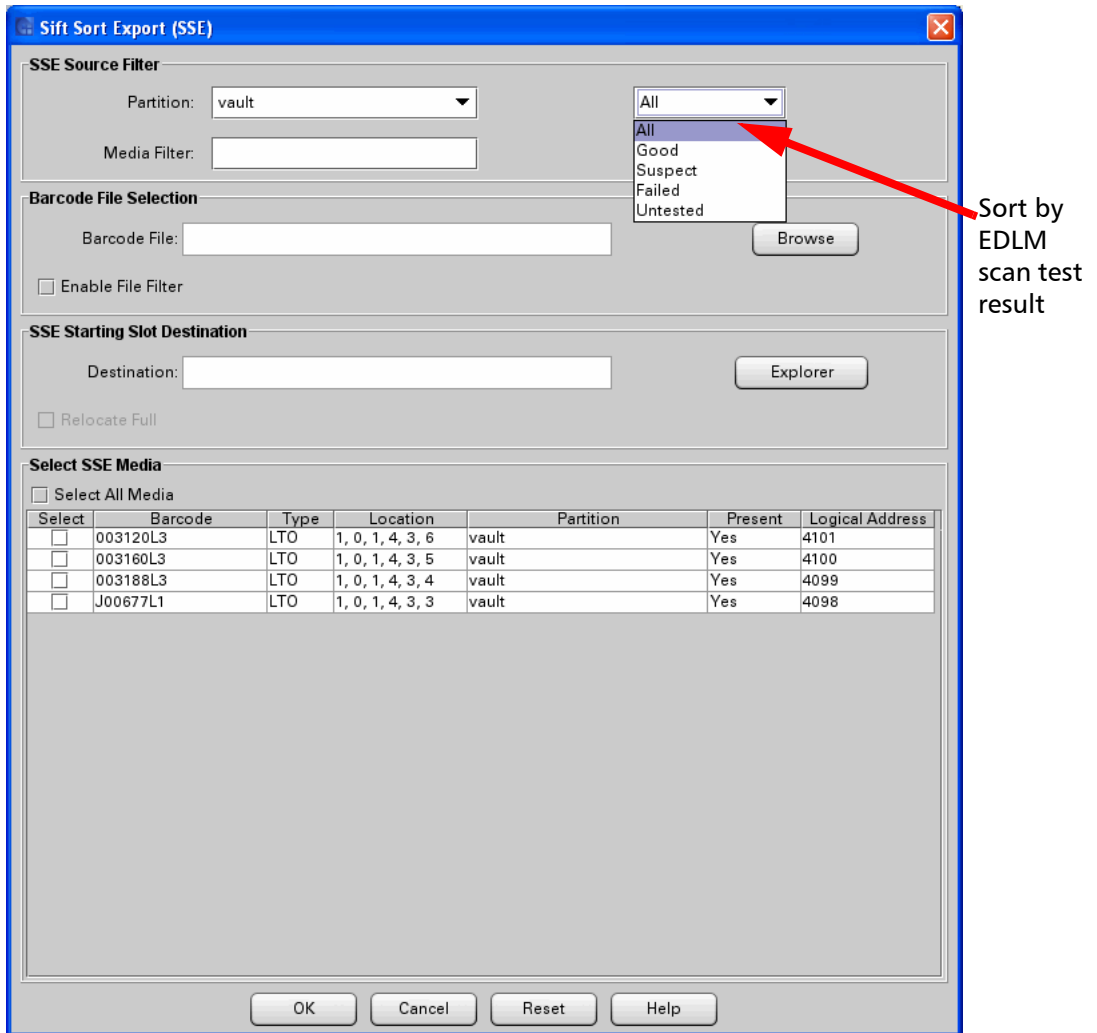 Sift Sort Export (SSE)
SSE Source Filter
Partition: vault All
All
Good
Suspect
Failed
Untested
Media Filter:
Sort by
EDLM
scan test
result
Barcode File Selection
Barcode File: Browse
Enable File Filter
SSE Starting Slot Destination
Destination: Explorer
Relocate Full
Select SSE Media
Select All Media
Select Barcode Type Location Partition Present Logical Address
003120L3 LTO 1, 0, 1, 4, 3, 6 vault Yes 4101
003160L3 LTO 1, 0, 1, 4, 3, 5 vault Yes 4100
003188L3 LTO 1, 0, 1, 4, 3, 4 vault Yes 4099
J00677L1 LTO 1, 0, 1, 4, 3, 3 vault Yes 4098
OK Cancel Reset Help